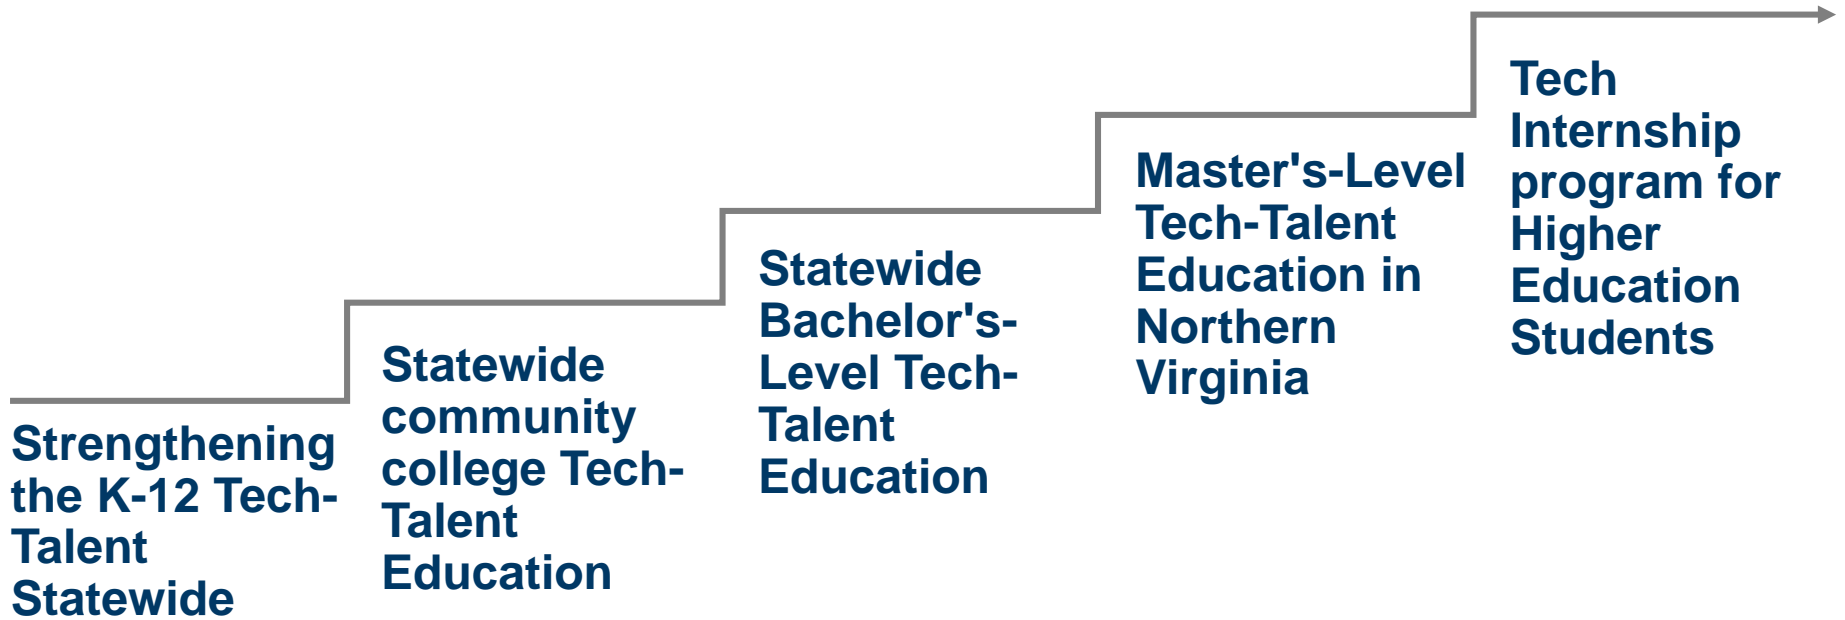 Strengthening
the K-12 Tech-
Talent
Statewide
Statewide
community
college Tech-
Talent
Education
Statewide
Bachelor's-
Level Tech-
Talent
Education
Master's-Level
Tech-Talent
Education in
Northern
Virginia
Tech
Internship
program for
Higher
Education
Students